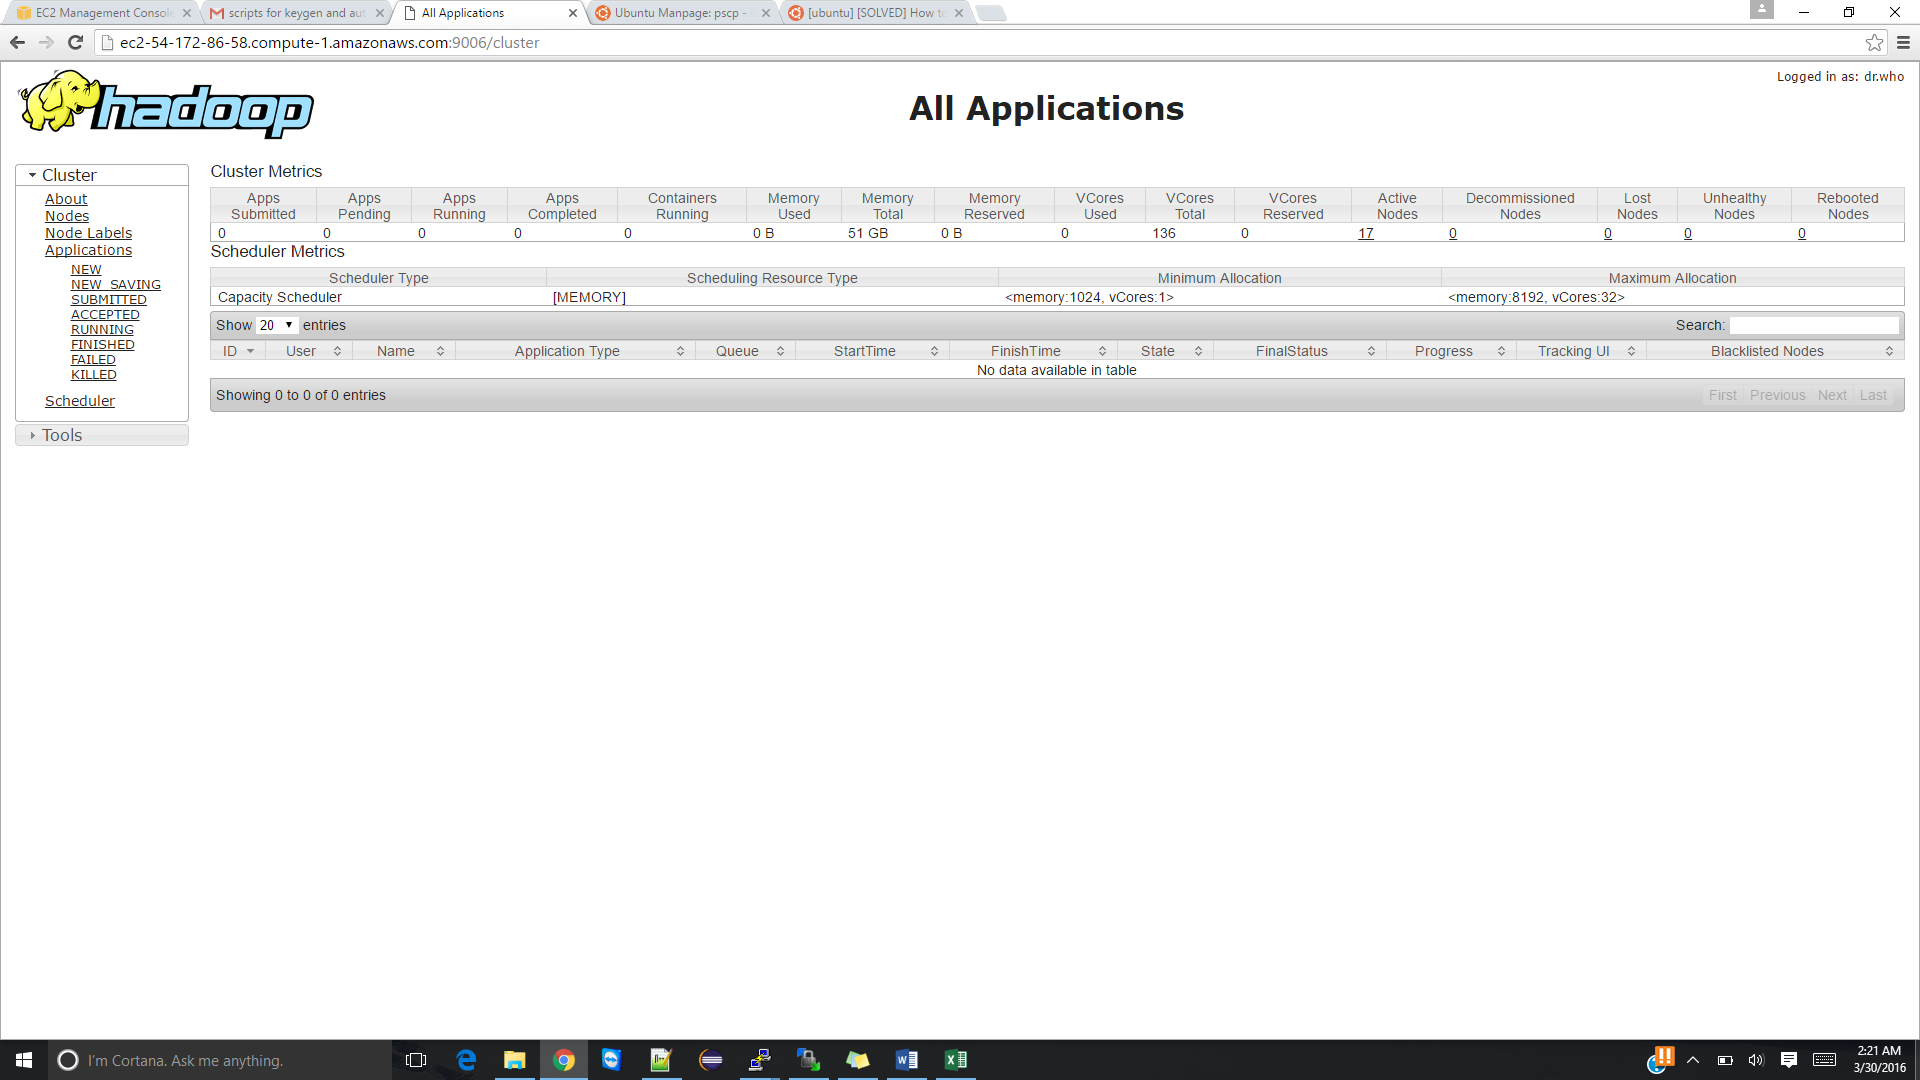 EC2 Management Console
scripts for keygen and aut
All Applications
Ubuntu Manpage: pscp -
[ubuntu] [SOLVED] How to
ec2-54-172-86-58.compute-1.amazonaws.com:9006/cluster
Logged in as: dr.who
hadoop
All Applications
Cluster
About
Nodes
Node Labels
Applications
NEW
NEW_SAVING
SUBMITTED
ACCEPTED
RUNNING
FINISHED
FAILED
KILLED
Scheduler
Tools
Cluster Metrics
Apps Submitted Apps Pending Apps Running Apps Completed Containers Running Memory Used Memory Total Memory Reserved VCores Used VCores Total VCores Reserved Active Nodes Decommissioned Nodes Lost Nodes Unhealthy Nodes Rebooted Nodes
0 0 0 0 0 0 B 51 GB 0 B 0 136 0 17 0 0 0 0
Scheduler Metrics
Scheduler Type Scheduling Resource Type Minimum Allocation Maximum Allocation
Capacity Scheduler [MEMORY] <memory:1024, vCores:1> <memory:8192, vCores:32>
Show 20 entries Search:
ID User Name Application Type Queue StartTime FinishTime State FinalStatus Progress Tracking UI Blacklisted Nodes
No data available in table
Showing 0 to 0 of 0 entries First Previous Next Last
I'm Cortana. Ask me anything.
2:21 AM
3/30/2016